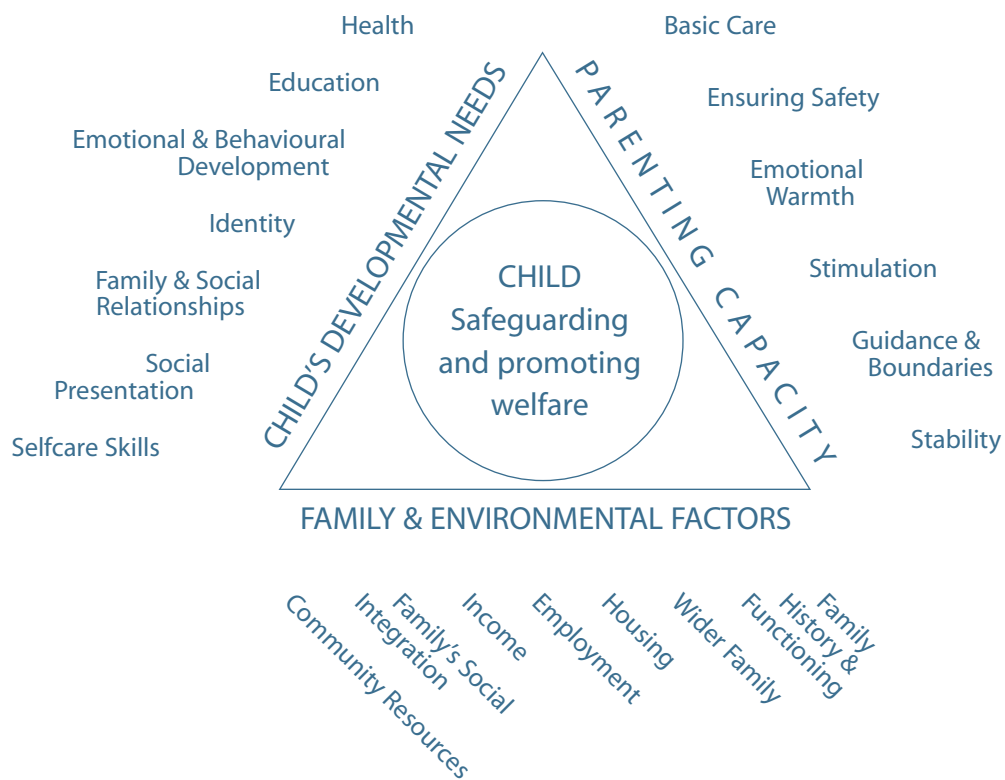 Health
Education
Emotional & Behavioural
Development
Identity
Family & Social
Relationships
Social
Presentation
Selfcare Skills
CHILD'S DEVELOPMENTAL NEEDS
Basic Care
Ensuring Safety
Emotional
Warmth
Stimulation
Guidance &
Boundaries
Stability
PARENTING CAPACITY
CHILD
Safeguarding
and promoting
welfare
FAMILY & ENVIRONMENTAL FACTORS
Community Resources
Family's Social
Integration
Income
Employment
Housing
Wider Family
Family
History &
Functioning